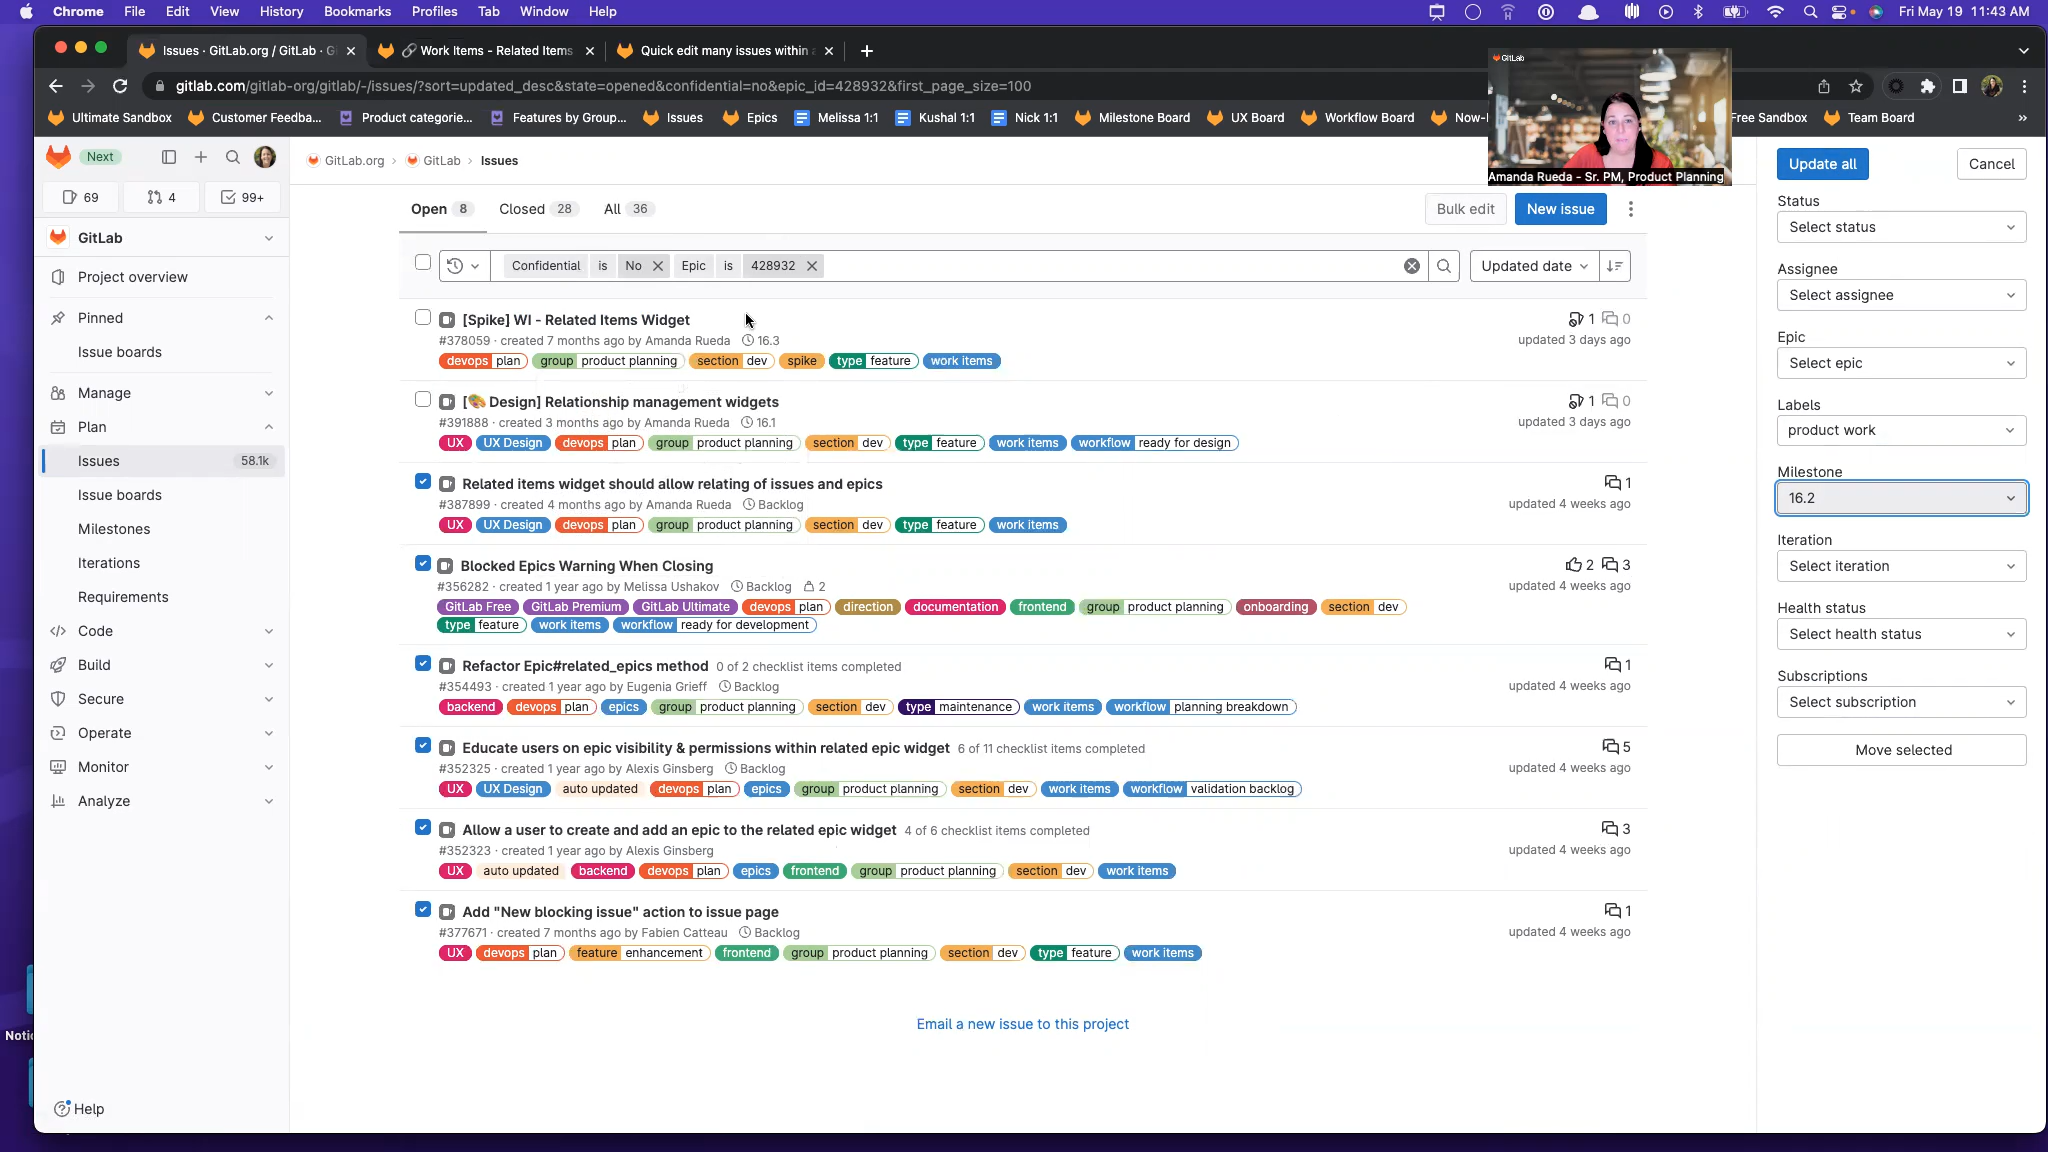 Chrome File Edit View History Bookmarks Profiles Tab Window Help Fri May 19 11:43 AM
Issues · GitLab.org / GitLab · G
Work Items - Related Items
Quick edit many issues within
gitlab.com/gitlab-org/gitlab/-/issues/?sort=updated_desc&state=opened&confidential=no&epic_id=428932&first_page_size=100
Ultimate Sandbox Customer Feedba... Product categorie... Features by Group... Issues Epics Melissa 1:1 Kushal 1:1 Nick 1:1 Milestone Board UX Board Workflow Board Free Sandbox Team Board »
GitLab
Amanda Rueda - Sr. PM, Product Planning
Next
69 4 99+
GitLab
Project overview
Pinned
Issue boards
Manage
Plan
Issues 58.1k
Issue boards
Milestones
Iterations
Requirements
Code
Build
Secure
Operate
Monitor
Analyze
Help
GitLab.org › GitLab › Issues
Open 8 Closed 28 All 36 Bulk edit New issue
Confidential is No Epic is 428932 Updated date
[Spike] WI - Related Items Widget 1 0
#378059 · created 7 months ago by Amanda Rueda 16.3 updated 3 days ago
devops plan group product planning section dev spike type feature work items
[🎨 Design] Relationship management widgets 1 0
#391888 · created 3 months ago by Amanda Rueda 16.1 updated 3 days ago
UX UX Design devops plan group product planning section dev type feature work items workflow ready for design
Related items widget should allow relating of issues and epics 1
#387899 · created 4 months ago by Amanda Rueda Backlog updated 4 weeks ago
UX UX Design devops plan group product planning section dev type feature work items
Blocked Epics Warning When Closing 2 3
#356282 · created 1 year ago by Melissa Ushakov Backlog 2 updated 4 weeks ago
GitLab Free GitLab Premium GitLab Ultimate devops plan direction documentation frontend group product planning onboarding section dev
type feature work items workflow ready for development
Refactor Epic#related_epics method 0 of 2 checklist items completed 1
#354493 · created 1 year ago by Eugenia Grieff Backlog updated 4 weeks ago
backend devops plan epics group product planning section dev type maintenance work items workflow planning breakdown
Educate users on epic visibility & permissions within related epic widget 6 of 11 checklist items completed 5
#352325 · created 1 year ago by Alexis Ginsberg Backlog updated 4 weeks ago
UX UX Design auto updated devops plan epics group product planning section dev work items workflow validation backlog
Allow a user to create and add an epic to the related epic widget 4 of 6 checklist items completed 3
#352323 · created 1 year ago by Alexis Ginsberg updated 4 weeks ago
UX auto updated backend devops plan epics frontend group product planning section dev work items
Add "New blocking issue" action to issue page 1
#377671 · created 7 months ago by Fabien Catteau Backlog updated 4 weeks ago
UX devops plan feature enhancement frontend group product planning section dev type feature work items
Email a new issue to this project
Update all Cancel
Status
Select status
Assignee
Select assignee
Epic
Select epic
Labels
product work
Milestone
16.2
Iteration
Select iteration
Health status
Select health status
Subscriptions
Select subscription
Move selected